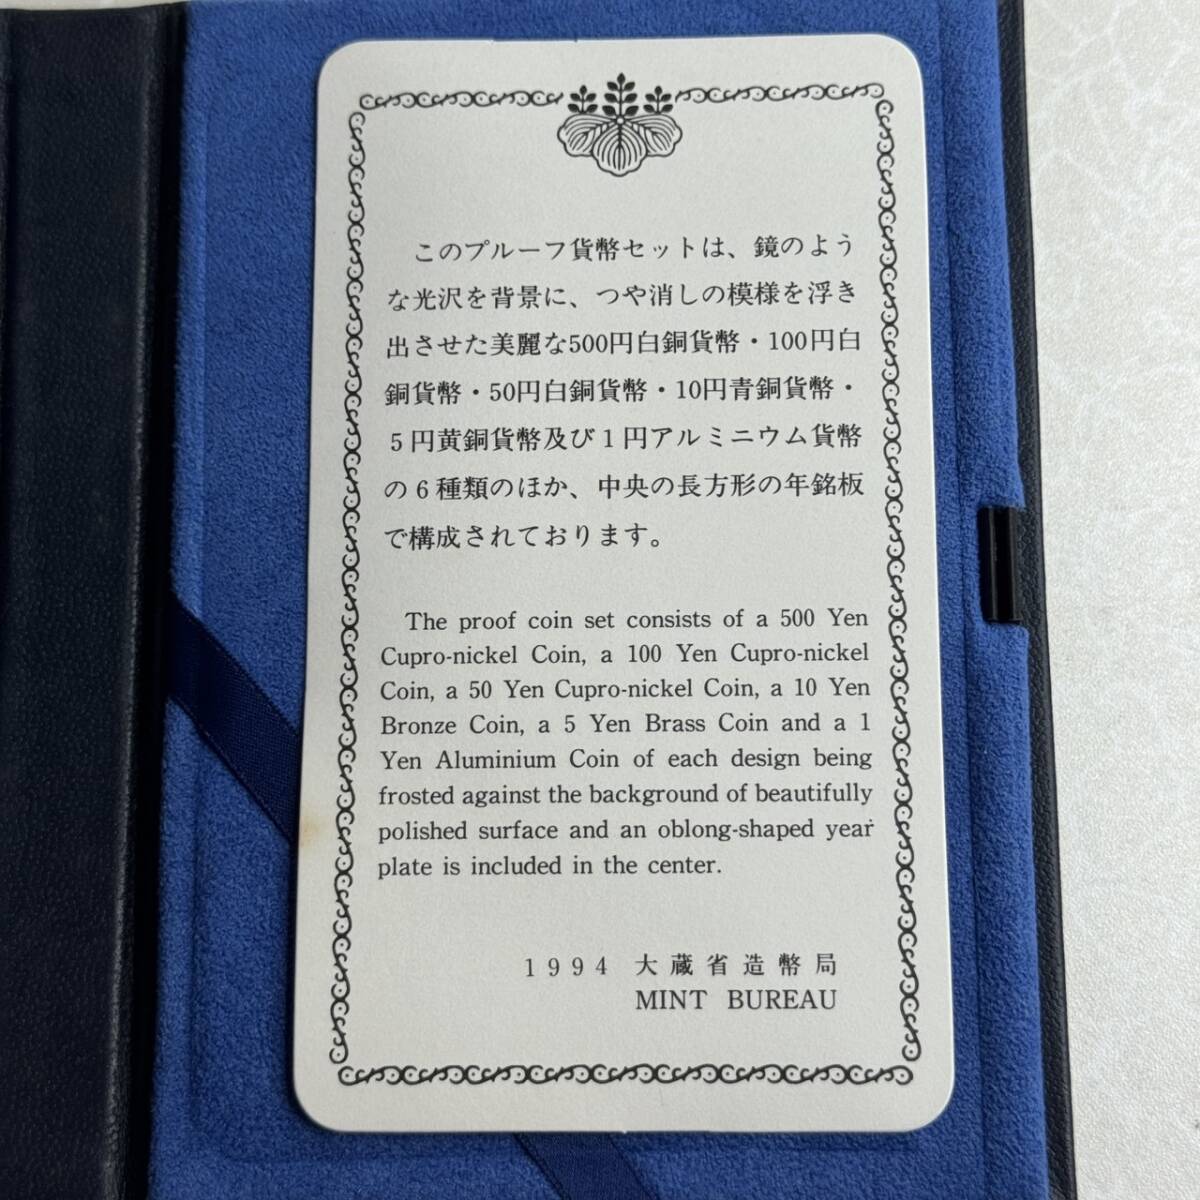 このプルーフ貨幣セットは、鏡のよう
な光沢を背景に、つや消しの模様を浮き
出させた美麗な500円白銅貨幣・100円白
銅貨幣・50円白銅貨幣・10円青銅貨幣・
5円黄銅貨幣及び1円アルミニウム貨幣
の6種類のほか、中央の長方形の年銘板
で構成されております。
The proof coin set consists of a 500 Yen
Cupro-nickel Coin, a 100 Yen Cupro-nickel
Coin, a 50 Yen Cupro-nickel Coin, a 10 Yen
Bronze Coin, a 5 Yen Brass Coin and a 1
Yen Aluminium Coin of each design being
frosted against the background of beautifully
polished surface and an oblong-shaped year
plate is included in the center.
1994 大蔵省造幣局
MINT BUREAU